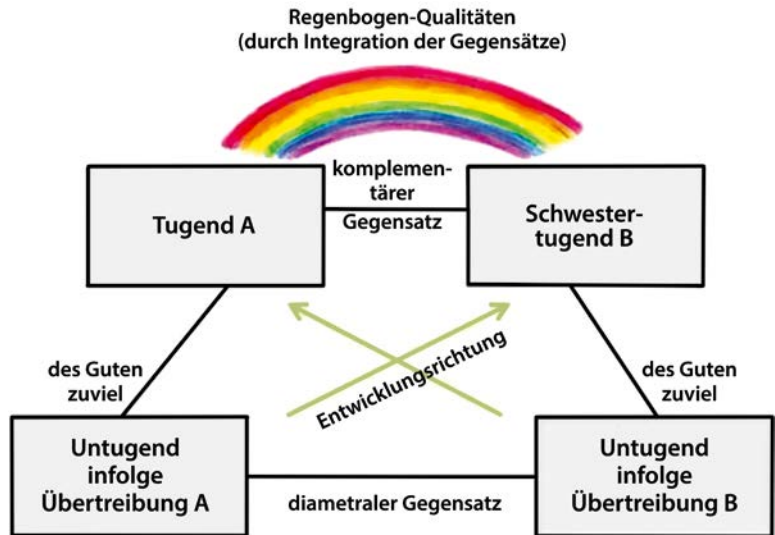 Regenbogen-Qualitäten
(durch Integration der Gegensätze)
komplemen-
tärer
Gegensatz
Tugend A
Schwester-
tugend B
des Guten
zuviel
Entwicklungsrichtung
des Guten
zuviel
Untugend
infolge
Übertreibung A
diametraler Gegensatz
Untugend
infolge
Übertreibung B